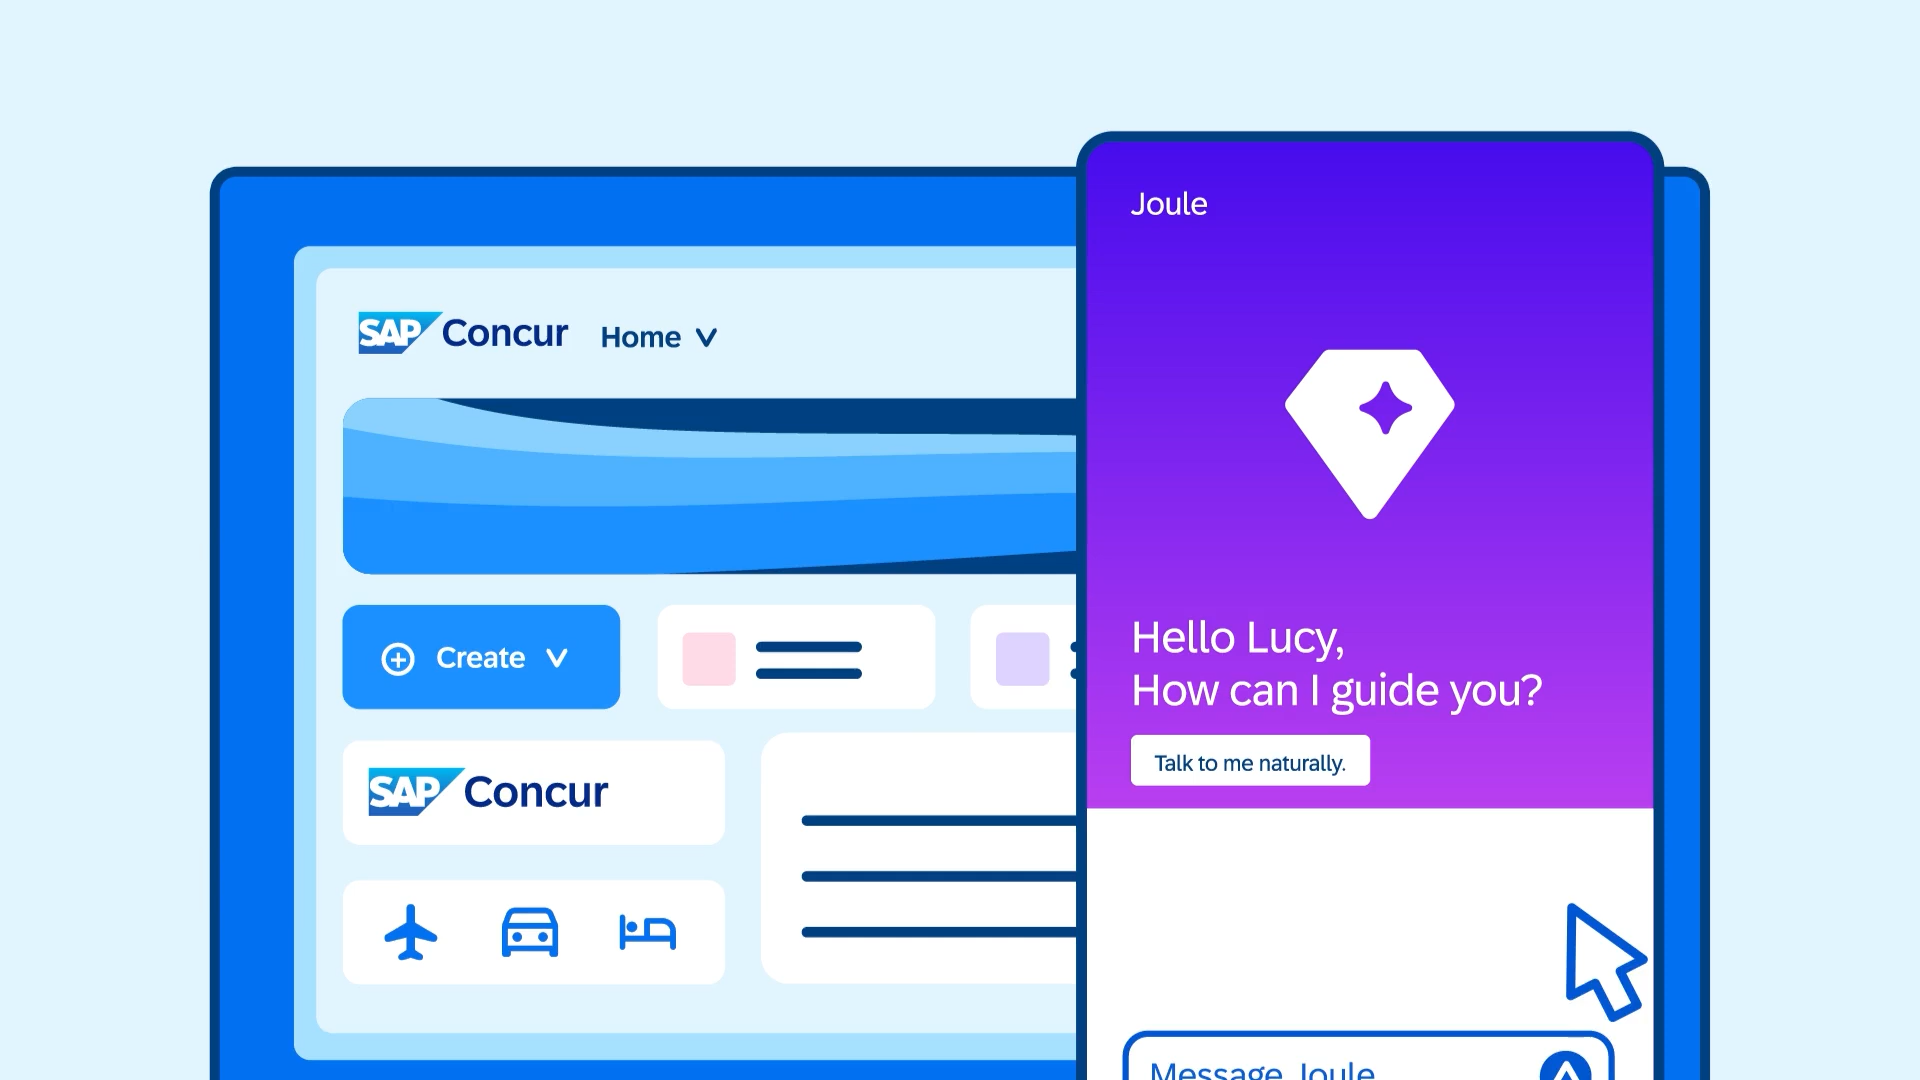 SAP Concur Home
Create
SAP Concur
Joule
Hello Lucy,
How can I guide you?
Talk to me naturally.
Message Joule